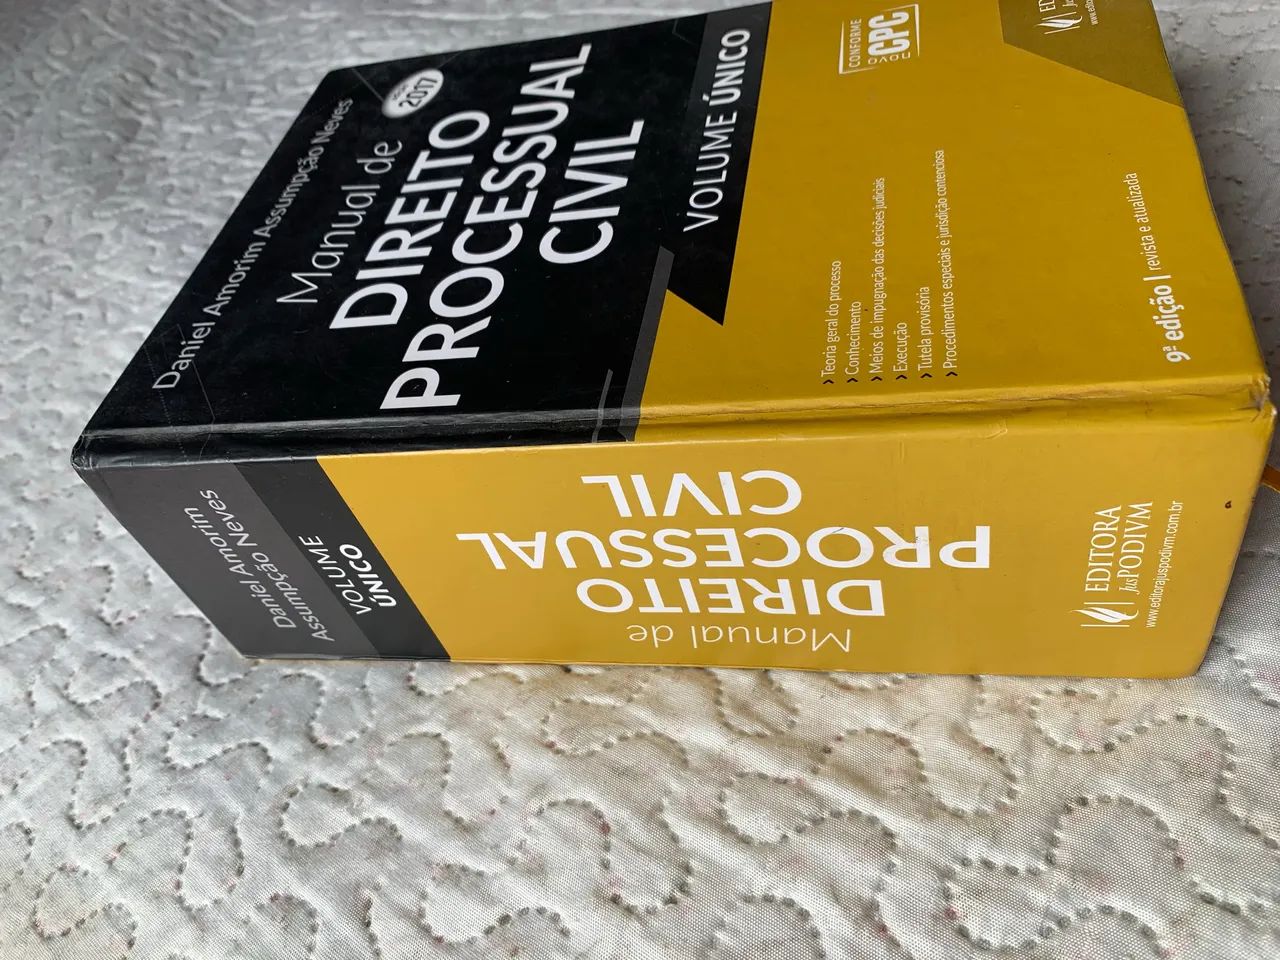 Daniel Amorim Assumpção Neves
2017
Manual de
DIREITO
PROCESSUAL
CIVIL
VOLUME ÚNICO
CONFORME
NOVO
CPC
› Teoria geral do processo
› Conhecimento
› Meios de impugnação das decisões judiciais
› Execução
› Tutela provisória
› Procedimentos especiais e jurisdição contenciosa
9ª edição | revista e atualizada
Daniel Amorim
Assumpção Neves
VOLUME
ÚNICO
Manual de
DIREITO
PROCESSUAL
CIVIL
EDITORA
JusPODIVM
www.editorajuspodivm.com.br